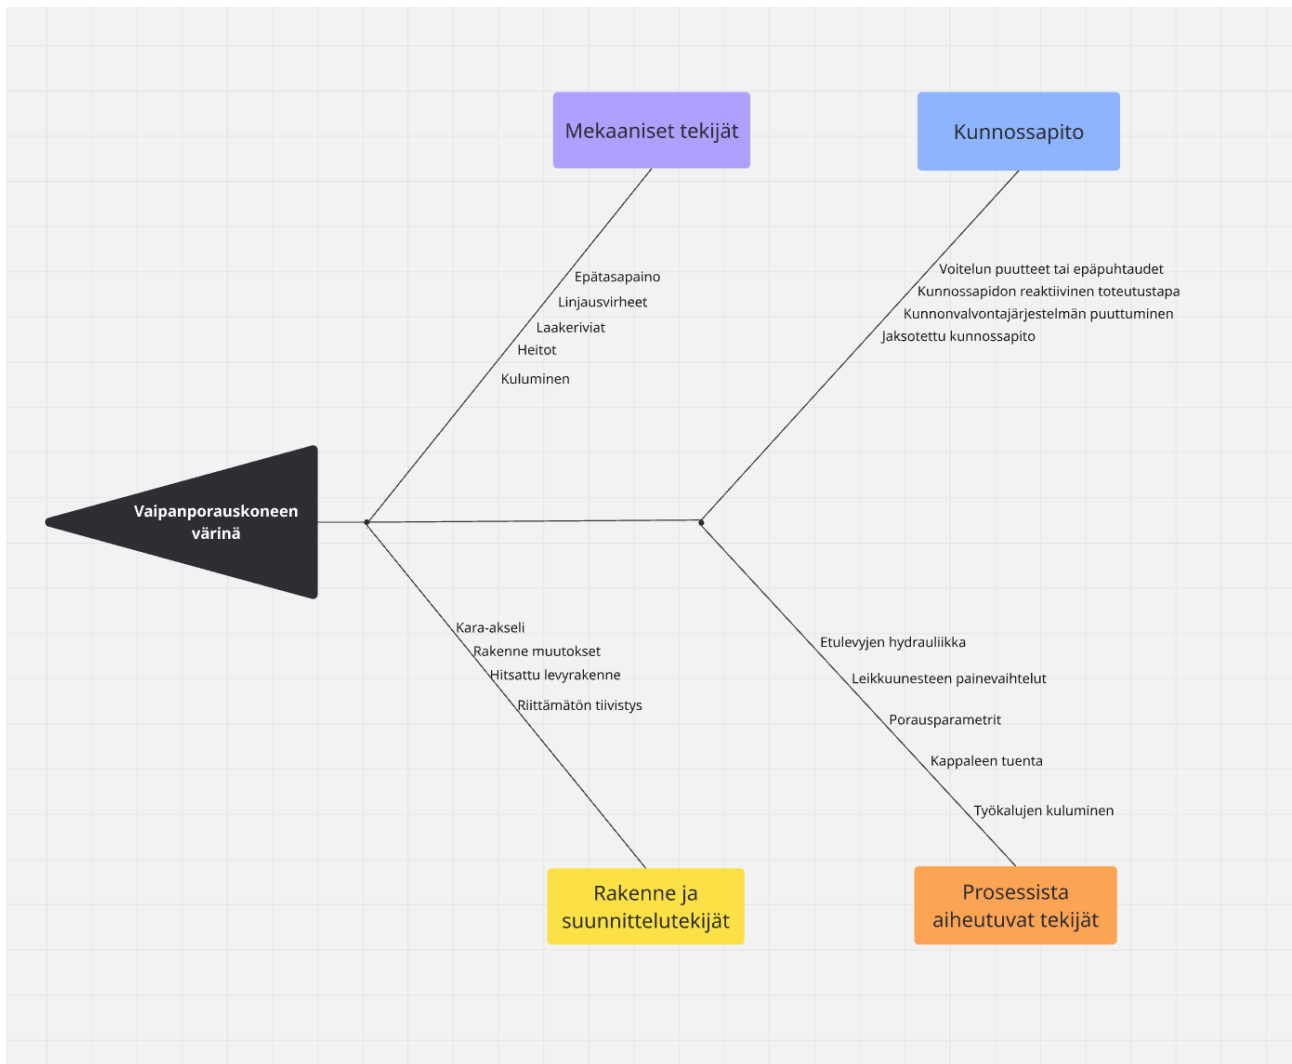 Mekaaniset tekijät
Kunnossapito
Epätasapaino
Linjausvirheet
Laakeriviat
Heitot
Kuluminen
Voitelun puutteet tai epäpuhtaudet
Kunnossapidon reaktiivinen toteutustapa
Kunnonvalvontajärjestelmän puuttuminen
Jaksotettu kunnossapito
Vaipanporauskoneen
värinä
Kara-akseli
Rakenne muutokset
Hitsattu levyrakenne
Riittämätön tiivistys
Etulevyjen hydrauliikka
Leikkuunesteen painevaihtelut
Porausparametrit
Kappaleen tuenta
Työkalujen kuluminen
Rakenne ja
suunnittelutekijät
Prosessista
aiheutuvat tekijät